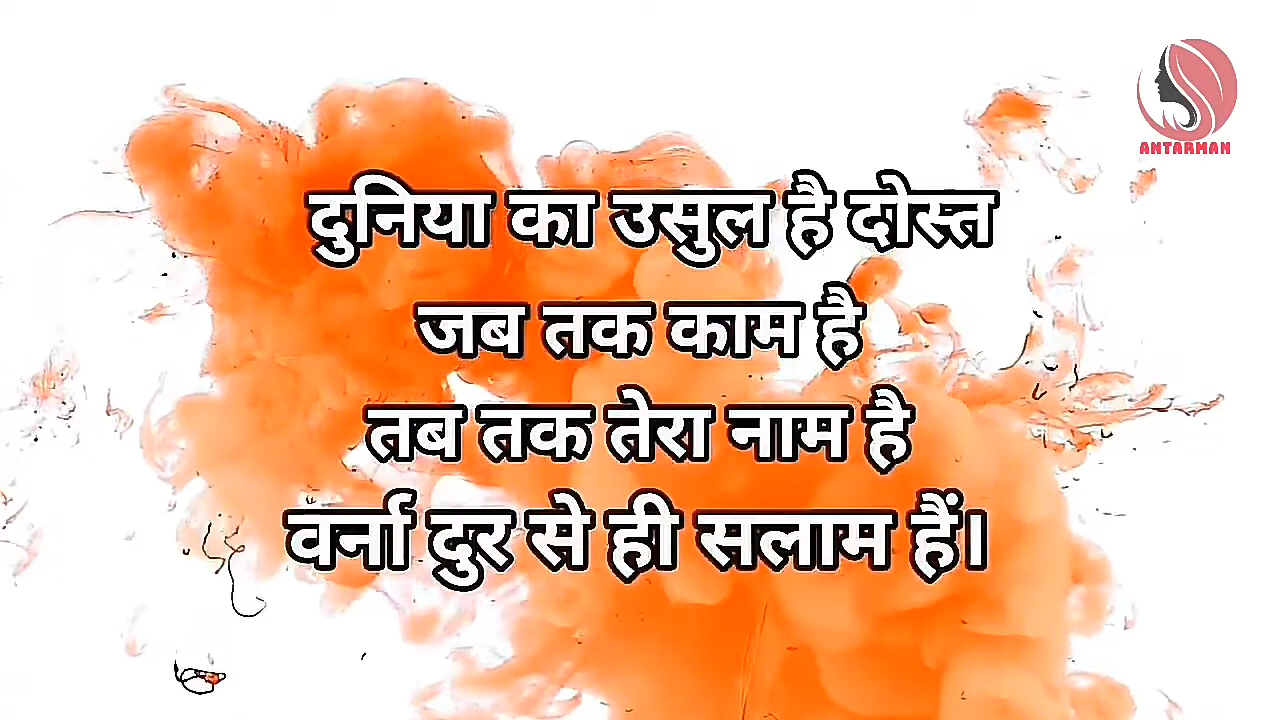 ANTARMAN
दुनिया का उसुल है दोस्त
जब तक काम है
तब तक तेरा नाम है
वर्ना दुर से ही सलाम हैं।